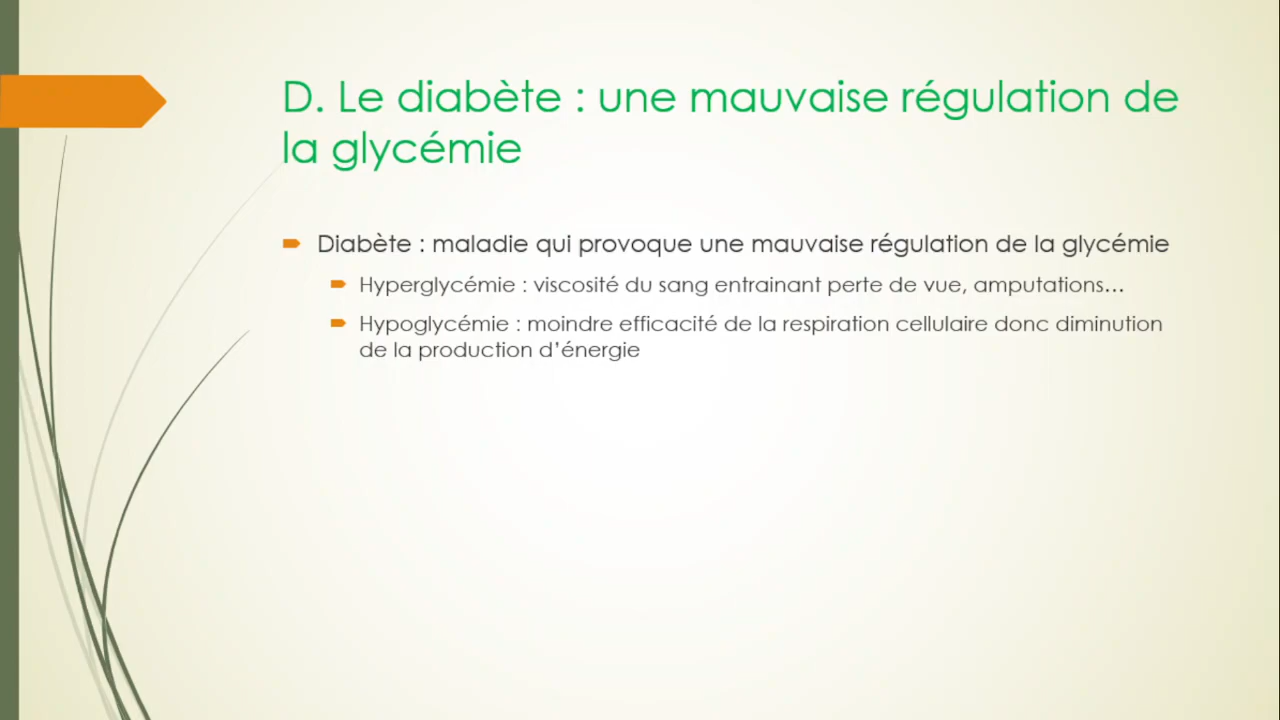 D. Le diabète : une mauvaise régulation de
la glycémie
Diabète : maladie qui provoque une mauvaise régulation de la glycémie
Hyperglycémie : viscosité du sang entrainant perte de vue, amputations…
Hypoglycémie : moindre efficacité de la respiration cellulaire donc diminution
de la production d’énergie